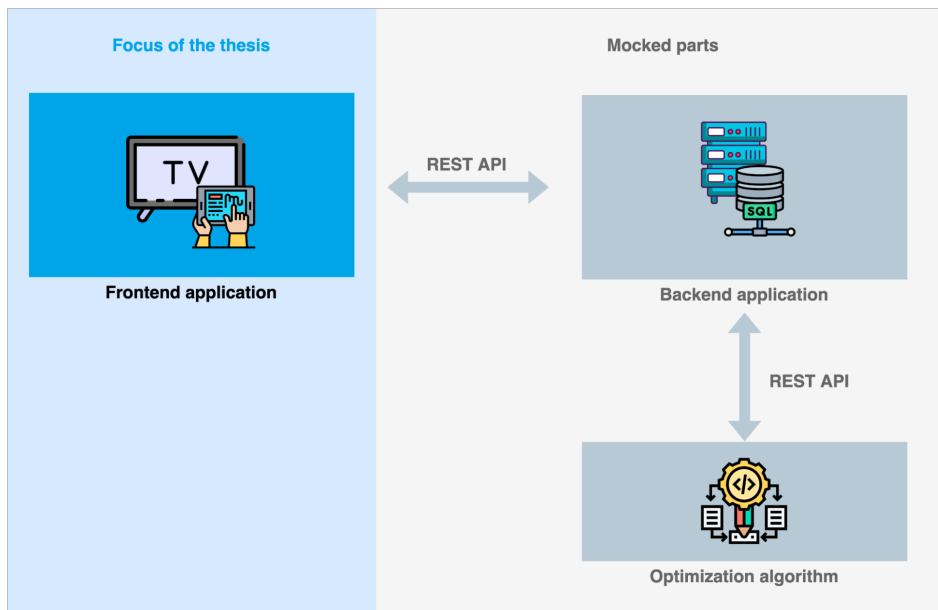 Focus of the thesis
Mocked parts
TV
REST API
SQL
Frontend application
Backend application
REST API
</>
Optimization algorithm